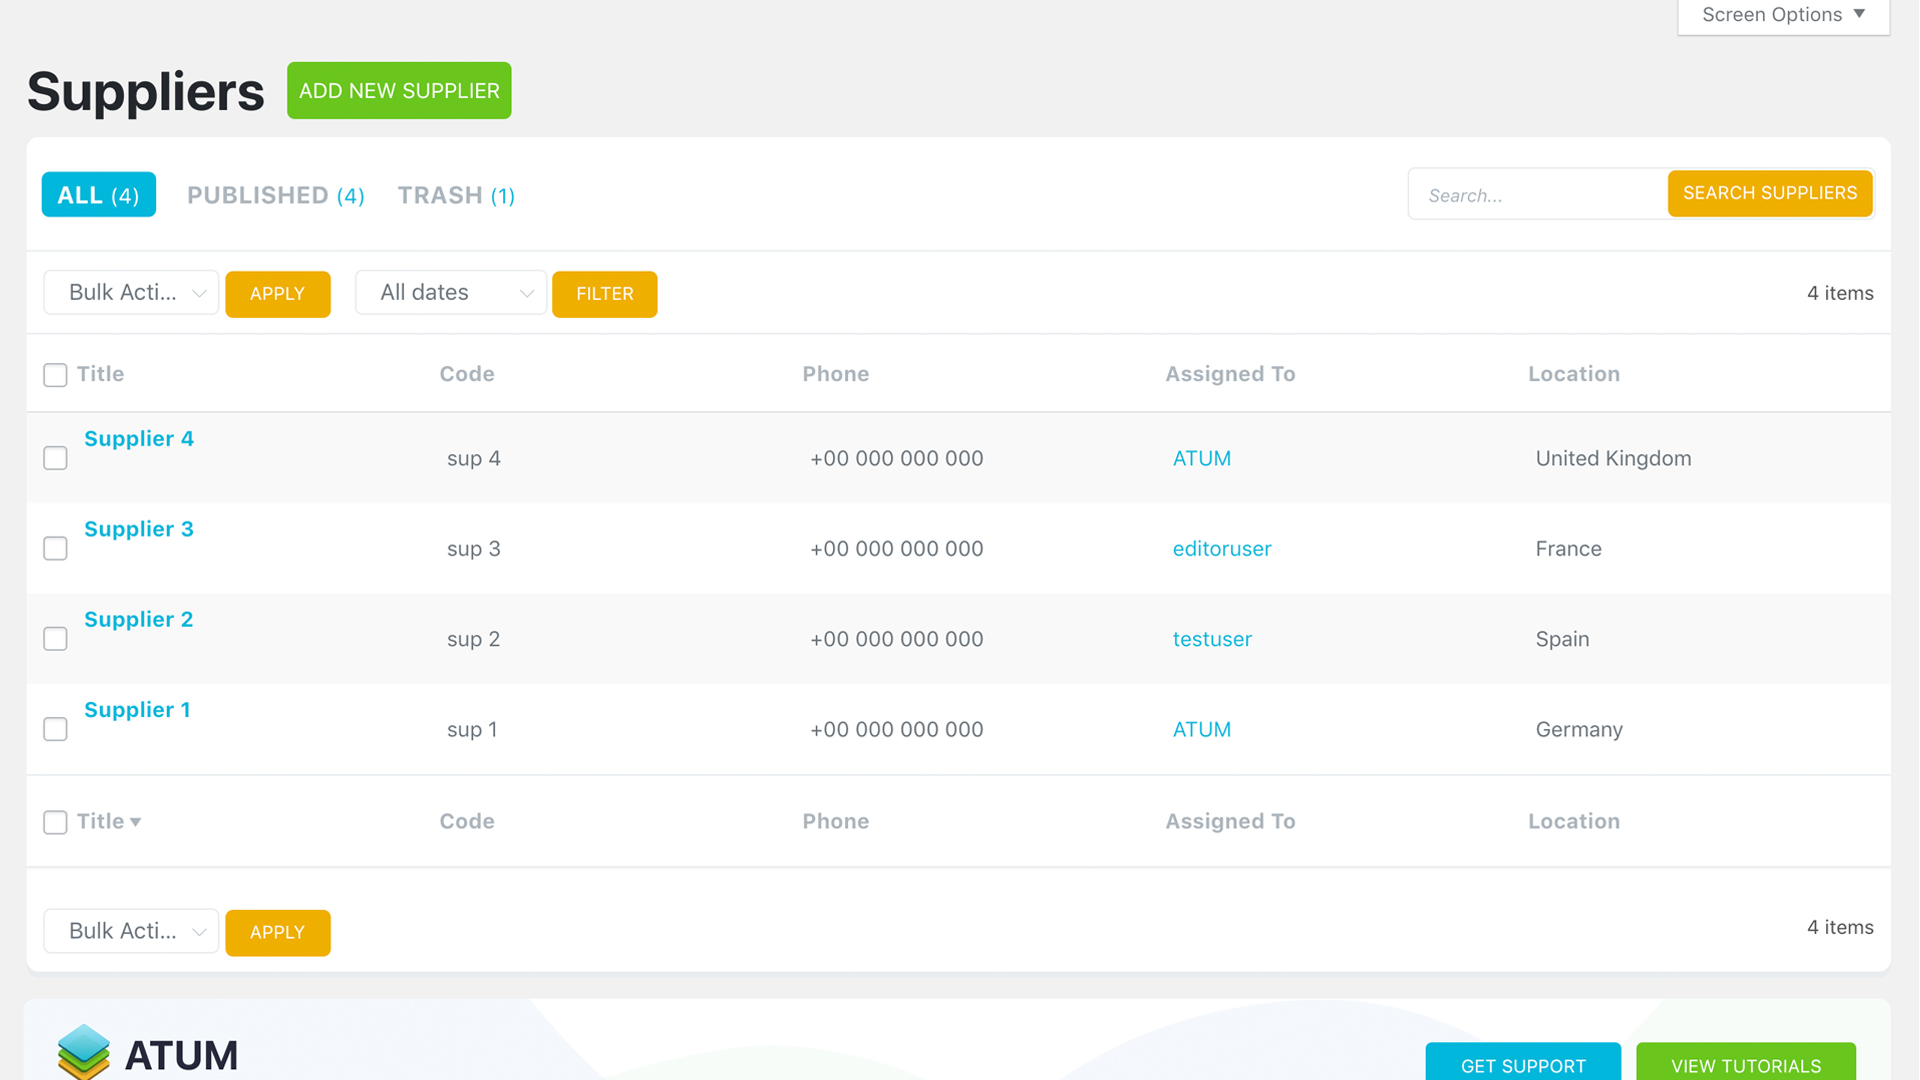 Screen Options ▼
Suppliers ADD NEW SUPPLIER
ALL (4) PUBLISHED (4) TRASH (1) Search... SEARCH SUPPLIERS
Bulk Acti... APPLY All dates FILTER 4 items
Title Code Phone Assigned To Location
Supplier 4 sup 4 +00 000 000 000 ATUM United Kingdom
Supplier 3 sup 3 +00 000 000 000 editoruser France
Supplier 2 sup 2 +00 000 000 000 testuser Spain
Supplier 1 sup 1 +00 000 000 000 ATUM Germany
Title ▾ Code Phone Assigned To Location
Bulk Acti... APPLY 4 items
ATUM GET SUPPORT VIEW TUTORIALS